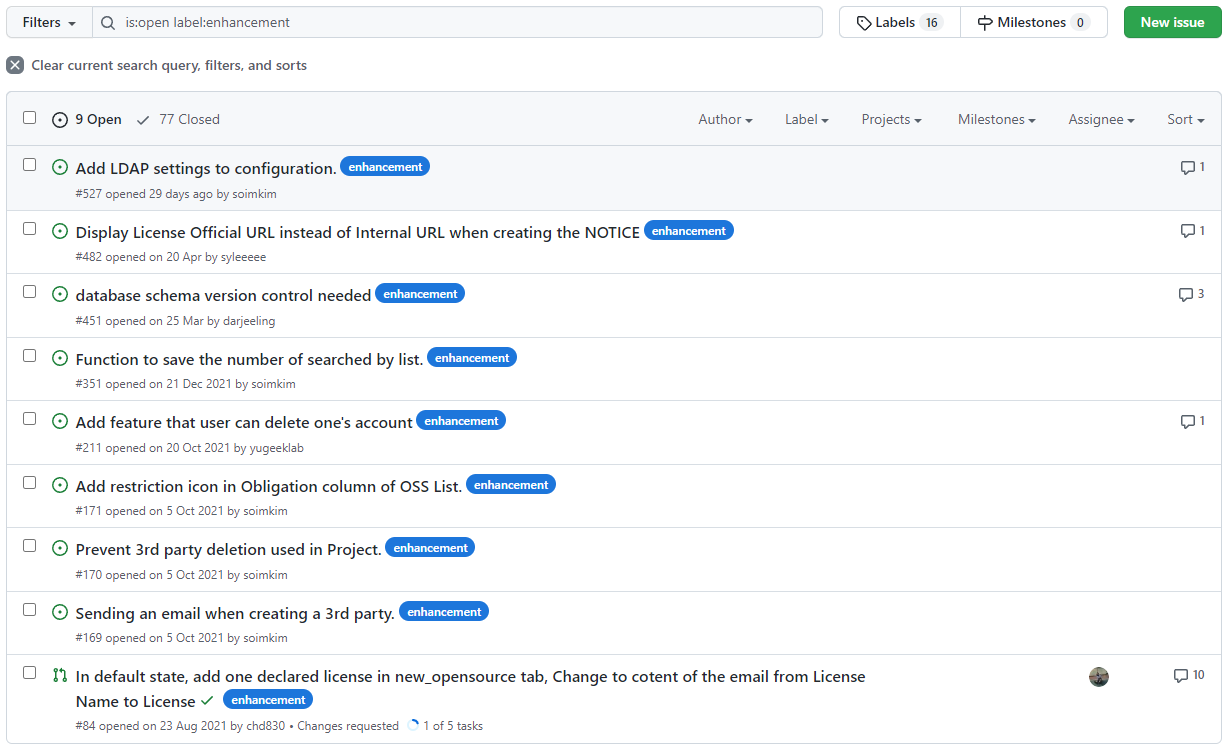 Filters is:open label:enhancement Labels 16 Milestones 0 New issue
Clear current search query, filters, and sorts
9 Open 77 Closed Author Label Projects Milestones Assignee Sort
Add LDAP settings to configuration. enhancement 1
#527 opened 29 days ago by soimkim
Display License Official URL instead of Internal URL when creating the NOTICE enhancement 1
#482 opened on 20 Apr by syleeeee
database schema version control needed enhancement 3
#451 opened on 25 Mar by darjeeling
Function to save the number of searched by list. enhancement
#351 opened on 21 Dec 2021 by soimkim
Add feature that user can delete one's account enhancement 1
#211 opened on 20 Oct 2021 by yugeeklab
Add restriction icon in Obligation column of OSS List. enhancement
#171 opened on 5 Oct 2021 by soimkim
Prevent 3rd party deletion used in Project. enhancement
#170 opened on 5 Oct 2021 by soimkim
Sending an email when creating a 3rd party. enhancement
#169 opened on 5 Oct 2021 by soimkim
In default state, add one declared license in new_opensource tab, Change to cotent of the email from License 10
Name to License enhancement
#84 opened on 23 Aug 2021 by chd830 • Changes requested 1 of 5 tasks